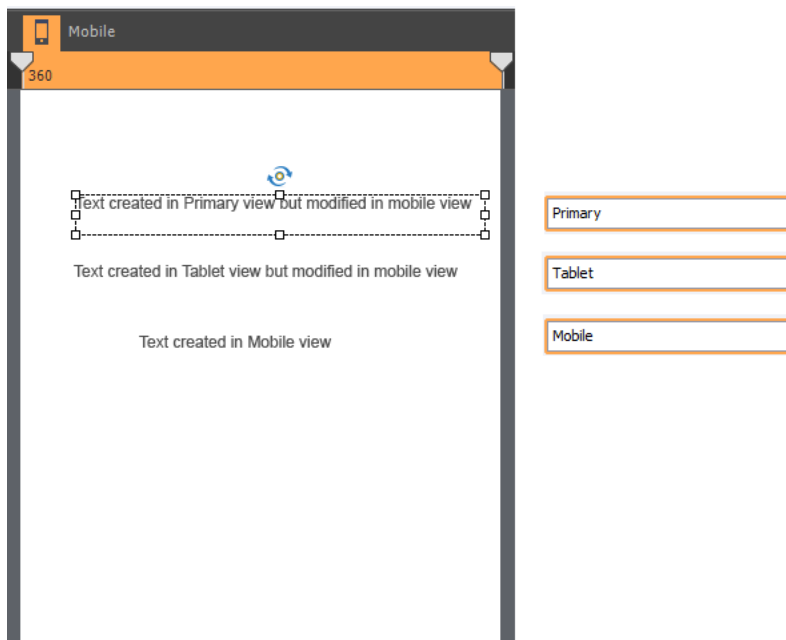 Mobile
360
Text created in Primary view but modified in mobile view
Primary
Text created in Tablet view but modified in mobile view
Tablet
Text created in Mobile view
Mobile